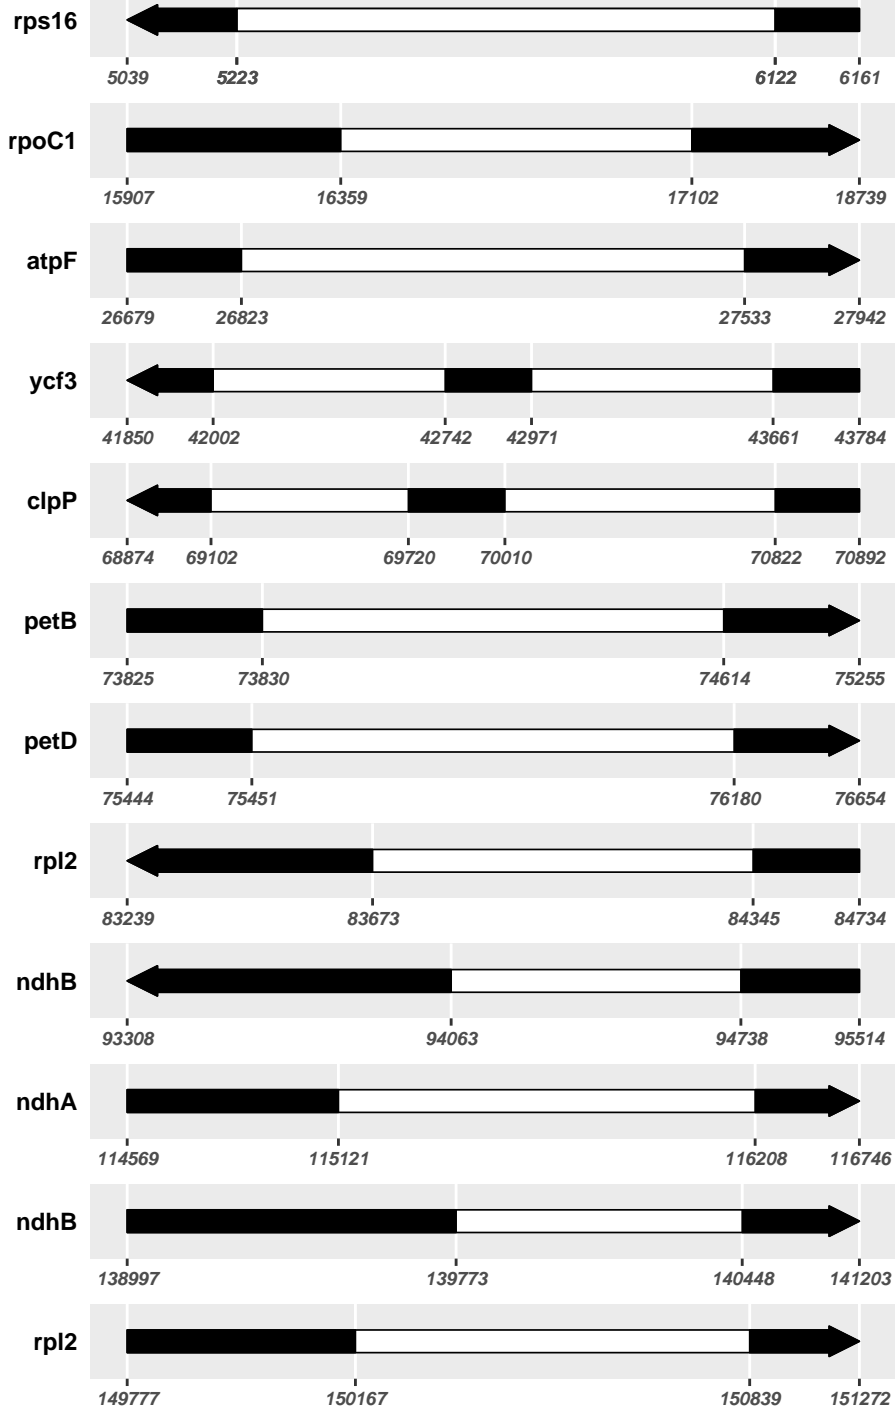 rps16
5039 5223 6122 6161
rpoC1
15907 16359 17102 18739
atpF
26679 26823 27533 27942
ycf3
41850 42002 42742 42971 43661 43784
clpP
68874 69102 69720 70010 70822 70892
petB
73825 73830 74614 75255
petD
75444 75451 76180 76654
rpl2
83239 83673 84345 84734
ndhB
93308 94063 94738 95514
ndhA
114569 115121 116208 116746
ndhB
138997 139773 140448 141203
rpl2
149777 150167 150839 151272